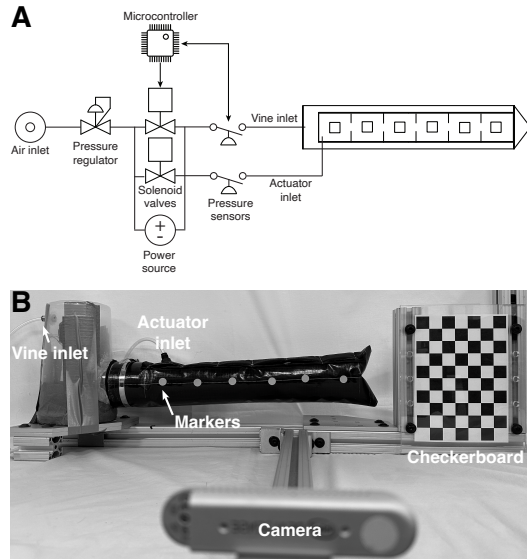 A
Microcontroller
Vine inlet
Air inlet
Pressure
regulator
Solenoid
valves
Pressure
sensors
Actuator
inlet
Power
source
B
Actuator
inlet
Vine inlet
Markers
Checkerboard
Camera